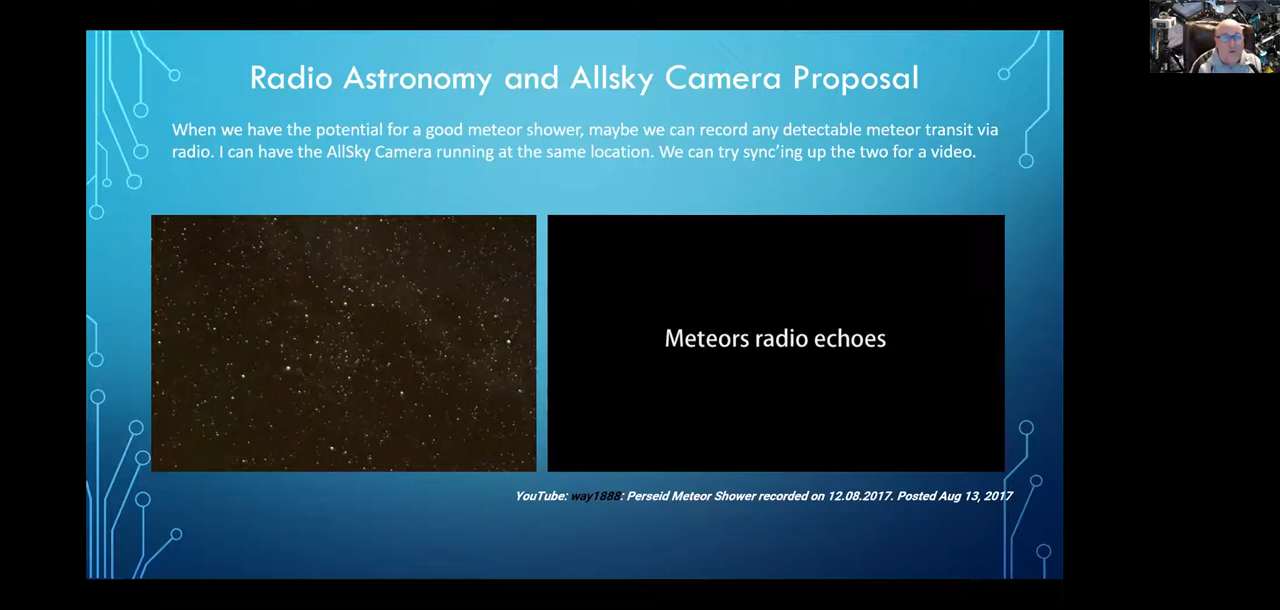 Radio Astronomy and Allsky Camera Proposal
When we have the potential for a good meteor shower, maybe we can record any detectable meteor transit via
radio. I can have the AllSky Camera running at the same location. We can try sync'ing up the two for a video.
Meteors radio echoes
YouTube: way1888: Perseid Meteor Shower recorded on 12.08.2017. Posted Aug 13, 2017